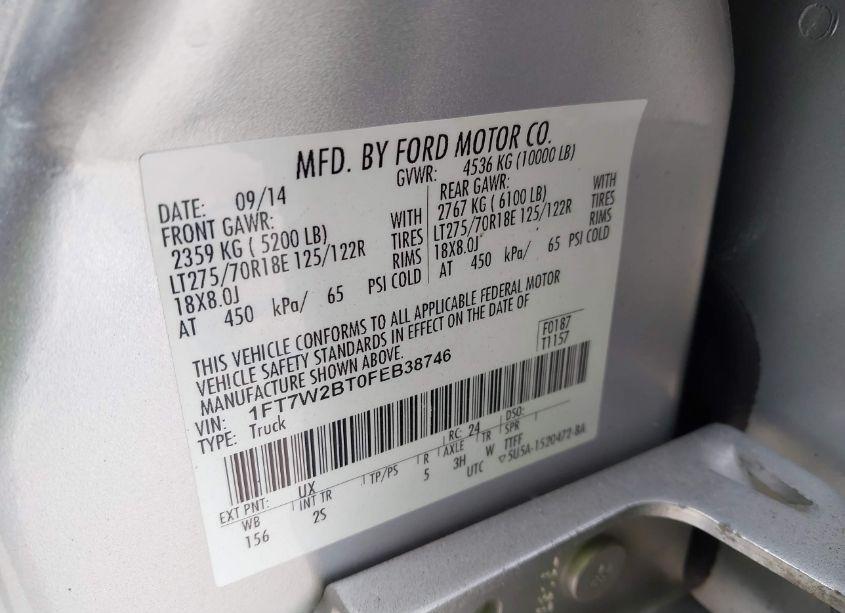 MFD. BY FORD MOTOR CO.
DATE: 09/14 GVWR: 4536 KG (10000 LB)
FRONT GAWR: REAR GAWR:
2359 KG ( 5200 LB) WITH 2767 KG ( 6100 LB) WITH
LT275/70R18E 125/122R TIRES LT275/70R18E 125/122R TIRES
18X8.0J RIMS 18X8.0J RIMS
AT 450 kPa/ 65 PSI COLD AT 450 kPa/ 65 PSI COLD
THIS VEHICLE CONFORMS TO ALL APPLICABLE FEDERAL MOTOR
VEHICLE SAFETY STANDARDS IN EFFECT ON THE DATE OF
MANUFACTURE SHOWN ABOVE.
F0187
T1157
VIN: 1FT7W2BT0FEB38746
TYPE: Truck
EXT PNT: UX RC: 24 DSO:
WB INT TR TP/PS R AXLE TR SPR
156 2S 5 3H W TTFF
UTC ▽5U5A-1520472-BA